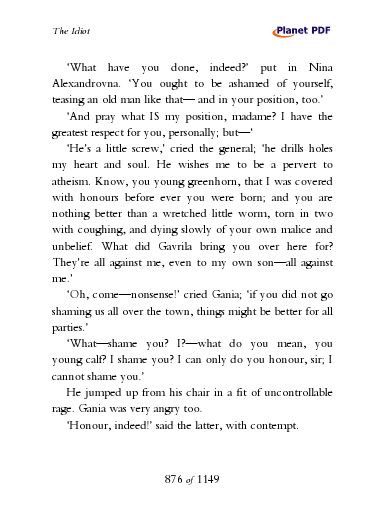 The Idiot
Planet PDF
‘What have you done, indeed?’ put in Nina
Alexandrovna. ‘You ought to be ashamed of yourself,
teasing an old man like that— and in your position, too.’
‘And pray what IS my position, madame? I have the
greatest respect for you, personally; but—‘
‘He’s a little screw,’ cried the general; ‘he drills holes
my heart and soul. He wishes me to be a pervert to
atheism. Know, you young greenhorn, that I was covered
with honours before ever you were born; and you are
nothing better than a wretched little worm, torn in two
with coughing, and dying slowly of your own malice and
unbelief. What did Gavrila bring you over here for?
They’re all against me, even to my own son—all against
me.’
‘Oh, come—nonsense!’ cried Gania; ‘if you did not go
shaming us all over the town, things might be better for all
parties.’
‘What—shame you? I?—what do you mean, you
young calf? I shame you? I can only do you honour, sir; I
cannot shame you.’
He jumped up from his chair in a fit of uncontrollable
rage. Gania was very angry too.
‘Honour, indeed!’ said the latter, with contempt.
876 of 1149